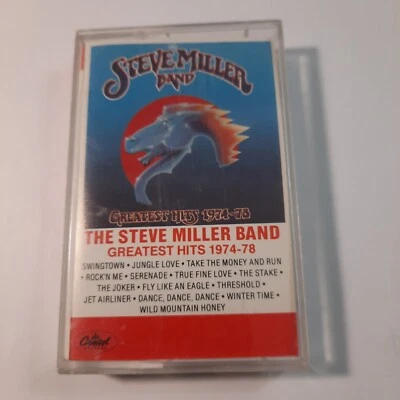 STEVE MILLER
BAND
GREATEST HITS 1974-78
THE STEVE MILLER BAND
GREATEST HITS 1974-78
SWINGTOWN • JUNGLE LOVE • TAKE THE MONEY AND RUN
• ROCK'N ME • SERENADE • TRUE FINE LOVE • THE STAKE •
THE JOKER • FLY LIKE AN EAGLE • THRESHOLD •
JET AIRLINER • DANCE, DANCE, DANCE • WINTER TIME •
WILD MOUNTAIN HONEY
Capitol